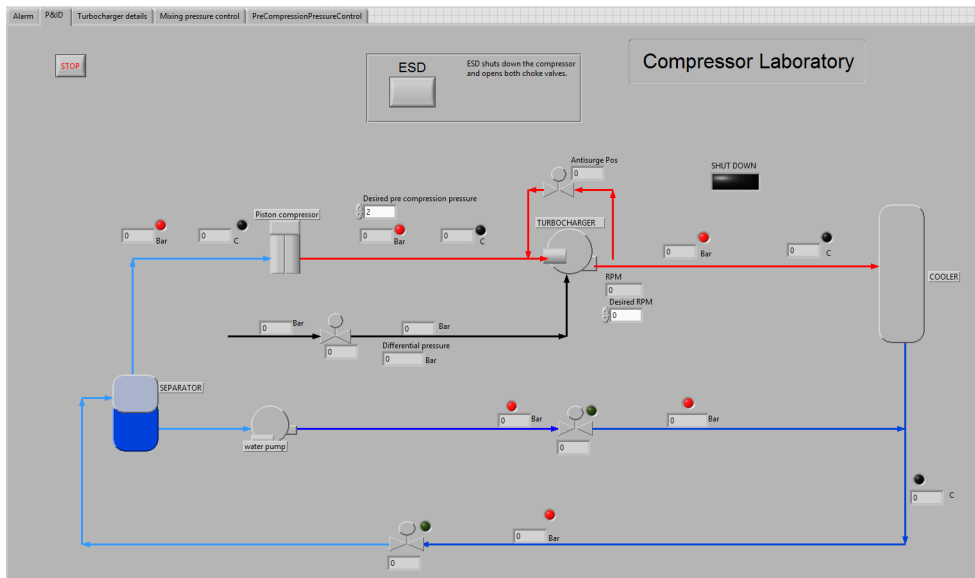 Alarm P&ID Turbocharger details Mixing pressure control PreCompressionPressureControl
STOP
ESD
ESD shuts down the compressor
and opens both choke valves.
Compressor Laboratory
Antisurge Pos
0
SHUT DOWN
Desired pre compression pressure
2
Piston compressor
TURBOCHARGER
0 Bar
0 C
0 Bar
0 C
0 Bar
0 C
COOLER
RPM
0
Desired RPM
0
0 Bar
0
0 Bar
Differential pressure
0 Bar
SEPARATOR
water pump
0 Bar
0
0 Bar
0 C
0 Bar
0